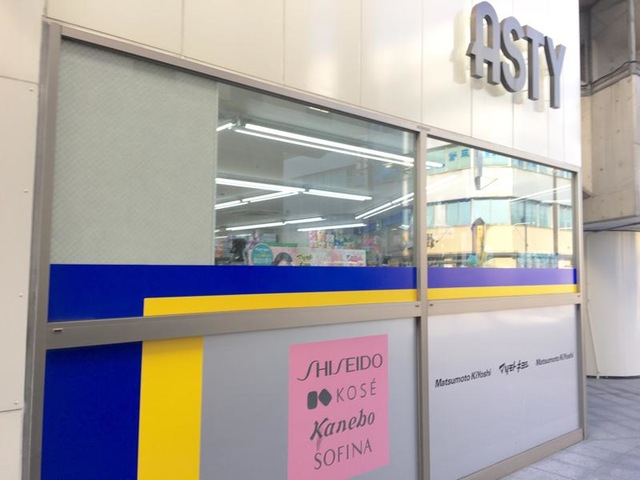 ASTY
SHISEIDO
KOSÉ
Kanebo
SOFINA
Matsumoto KiYoshi マツモトキヨシ Matsumoto KiYoshi